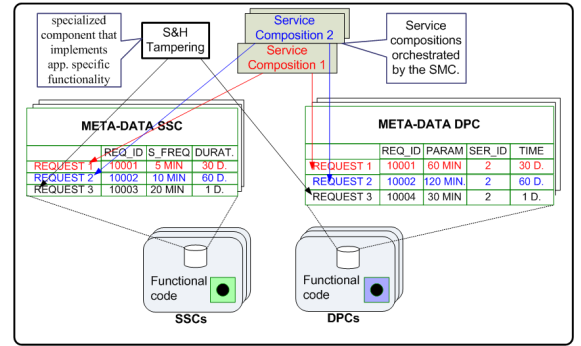 specialized
component that
implements
app. specific
functionality
S&H
Tampering
Service
Composition 2
Service
Composition 1
Service
compositions
orchestrated
by the SMC.
META-DATA SSC
REQ_ID S_FREQ DURAT.
REQUEST 1 10001 5 MIN 30 D.
REQUEST 2 10002 10 MIN 60 D.
REQUEST 3 10003 20 MIN 1 D.
META-DATA DPC
REQ_ID PARAM SER_ID TIME
REQUEST 1 10001 60 MIN 2 30 D.
REQUEST 2 10002 120 MIN. 2 60 D.
REQUEST 3 10004 30 MIN 2 1 D.
Functional
code
SSCs
Functional
code
DPCs